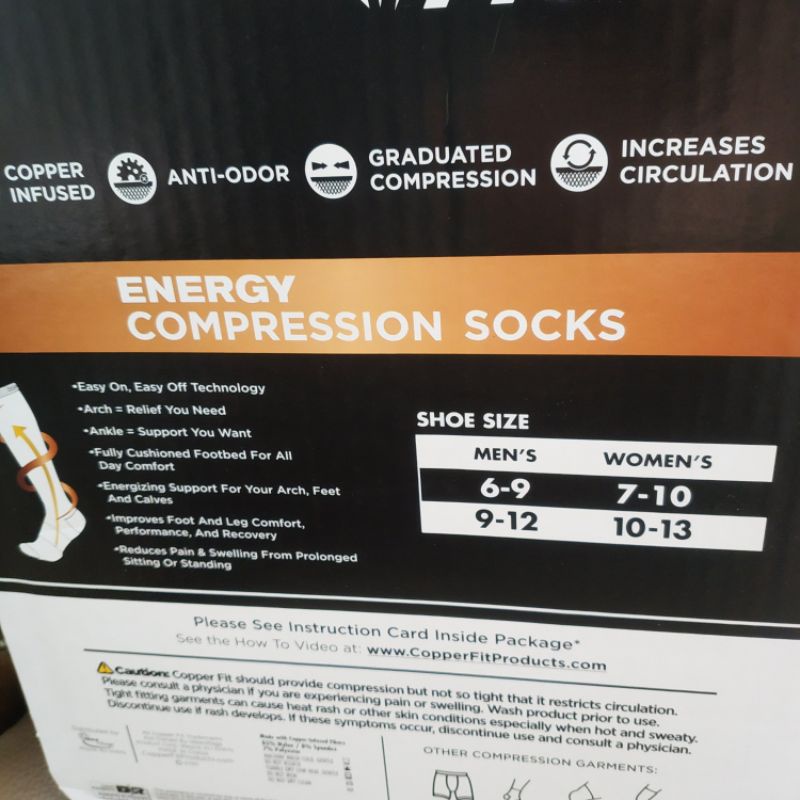 COPPER INFUSED
ANTI-ODOR
GRADUATED COMPRESSION
INCREASES CIRCULATION
ENERGY
COMPRESSION SOCKS
•Easy On, Easy Off Technology
•Arch = Relief You Need
•Ankle = Support You Want
•Fully Cushioned Footbed For All
Day Comfort
•Energizing Support For Your Arch, Feet
And Calves
•Improves Foot And Leg Comfort,
Performance, And Recovery
•Reduces Pain & Swelling From Prolonged
Sitting Or Standing
SHOE SIZE
MEN'S WOMEN'S
6-9 7-10
9-12 10-13
Please See Instruction Card Inside Package*
See the How To Video at: www.CopperFitProducts.com
Caution: Copper Fit should provide compression but not so tight that it restricts circulation.
Please consult a physician if you are experiencing pain or swelling. Wash product prior to use.
Tight fitting garments can cause heat rash or other skin conditions especially when hot and sweaty.
Discontinue use if rash develops. If these symptoms occur, discontinue use and consult a physician.
Made with Copper Infused Fibers
OTHER COMPRESSION GARMENTS: